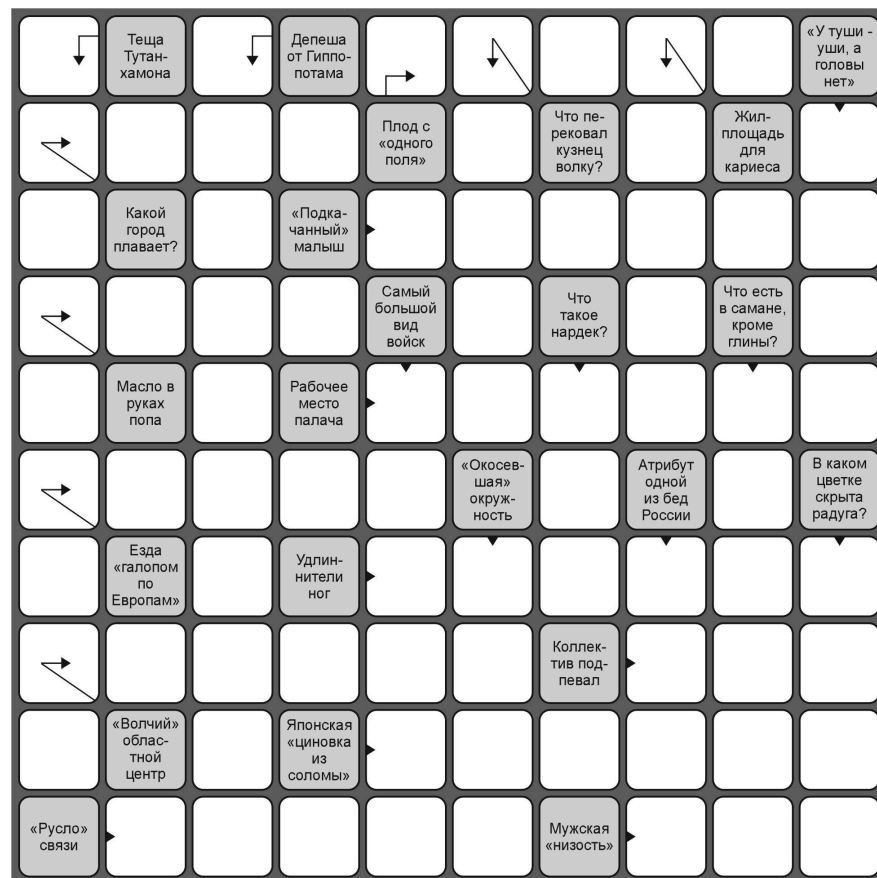 Теща
Тутан-
хамона
Депеша
от Гиппо-
потама
«У туши -
уши, а
головы
нет»
Плод с
«одного
поля»
Что пе-
рековал
кузнец
волку?
Жил-
площадь
для
кариеса
Какой
город
плавает?
«Подка-
чанный»
малыш
Самый
большой
вид
войск
Что
такое
нардек?
Что есть
в самане,
кроме
глины?
Масло в
руках
попа
Рабочее
место
палача
«Окосев-
шая»
окруж-
ность
Атрибут
одной
из бед
России
В каком
цветке
скрыта
радуга?
Езда
«галопом
по
Европам»
Удлин-
нители
ног
Коллек-
тив под-
певал
«Волчий»
облас-
тной
центр
Японская
«циновка
из
соломы»
«Русло»
связи
Мужская
«низость»